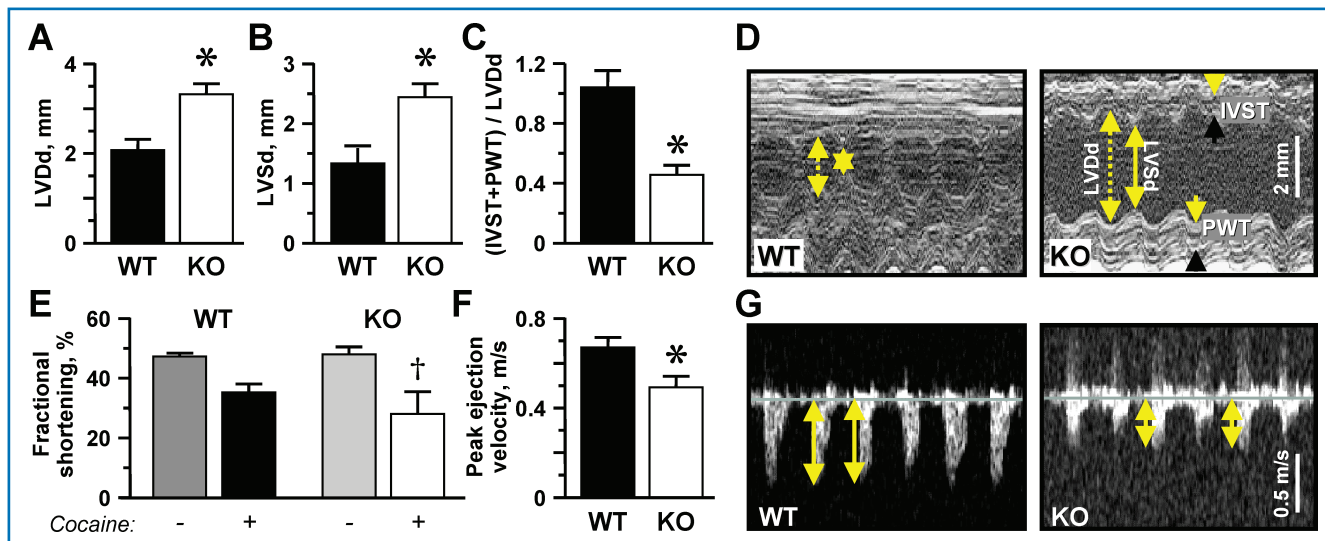 A
LVDd, mm
4
2
0
*
WT KO
B
LVSd, mm
3
2
1
0
*
WT KO
C
(IVST+PWT) / LVDd
1.2
0.8
0.4
0
*
WT KO
D
WT
LVDd
LVSd
IVST
PWT
2 mm
KO
E
Fractional
shortening, %
60
40
20
0
WT KO
†
Cocaine: - + - +
F
Peak ejection
velocity, m/s
0.8
0.4
0
*
WT KO
G
WT
KO
0.5 m/s